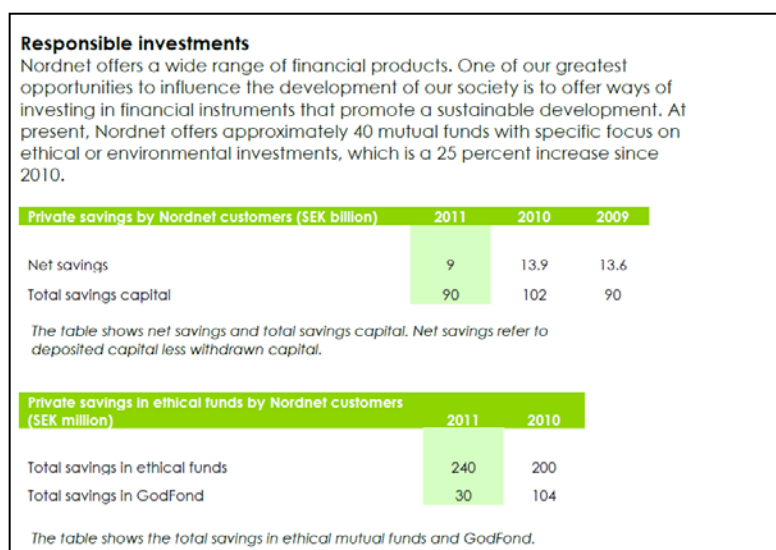 Responsible investments
Nordnet offers a wide range of financial products. One of our greatest
opportunities to influence the development of our society is to offer ways of
investing in financial instruments that promote a sustainable development. At
present, Nordnet offers approximately 40 mutual funds with specific focus on
ethical or environmental investments, which is a 25 percent increase since
2010.
Private savings by Nordnet customers (SEK billion) 2011 2010 2009
Net savings 9 13.9 13.6
Total savings capital 90 102 90
The table shows net savings and total savings capital. Net savings refer to
deposited capital less withdrawn capital.
Private savings in ethical funds by Nordnet customers
(SEK million) 2011 2010
Total savings in ethical funds 240 200
Total savings in GodFond 30 104
The table shows the total savings in ethical mutual funds and GodFond.